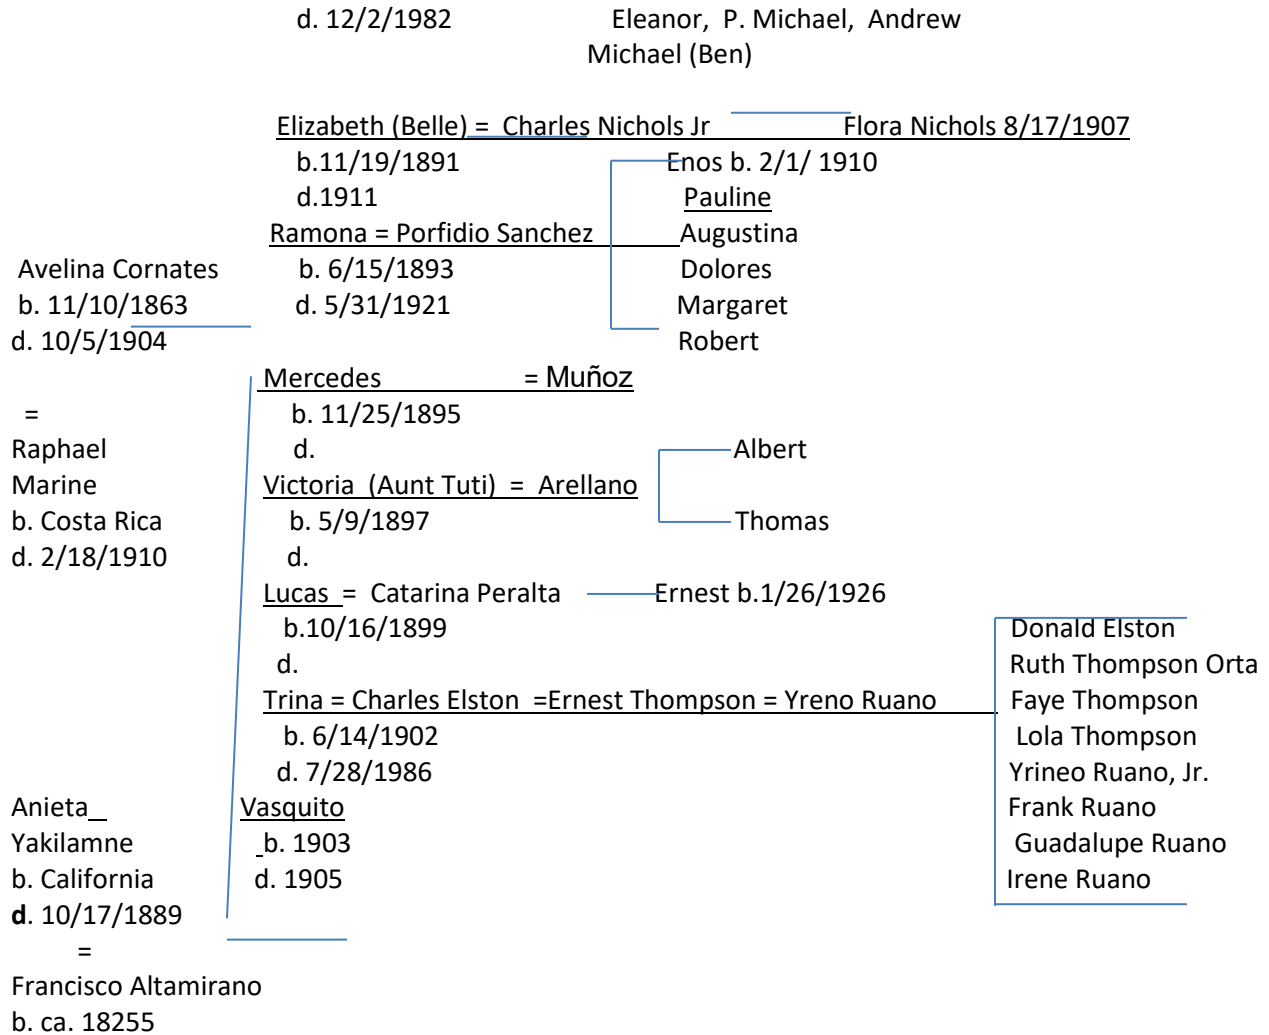 d. 12/2/1982 Eleanor, P. Michael, Andrew
Michael (Ben)
Elizabeth (Belle) = Charles Nichols Jr Flora Nichols 8/17/1907
b.11/19/1891 Enos b. 2/1/ 1910
d.1911 Pauline
Ramona = Porfidio Sanchez Augustina
Avelina Cornates b. 6/15/1893 Dolores
b. 11/10/1863 d. 5/31/1921 Margaret
d. 10/5/1904 Robert
Mercedes = Muñoz
= b. 11/25/1895
Raphael d. Albert
Marine Victoria (Aunt Tuti) = Arellano
b. Costa Rica b. 5/9/1897 Thomas
d. 2/18/1910 d.
Lucas = Catarina Peralta Ernest b.1/26/1926
b.10/16/1899 Donald Elston
d. Ruth Thompson Orta
Trina = Charles Elston =Ernest Thompson = Yreno Ruano Faye Thompson
b. 6/14/1902 Lola Thompson
d. 7/28/1986 Yrineo Ruano, Jr.
Anieta_ Vasquito Frank Ruano
Yakilamne b. 1903 Guadalupe Ruano
b. California d. 1905 Irene Ruano
d. 10/17/1889
=
Francisco Altamirano
b. ca. 18255